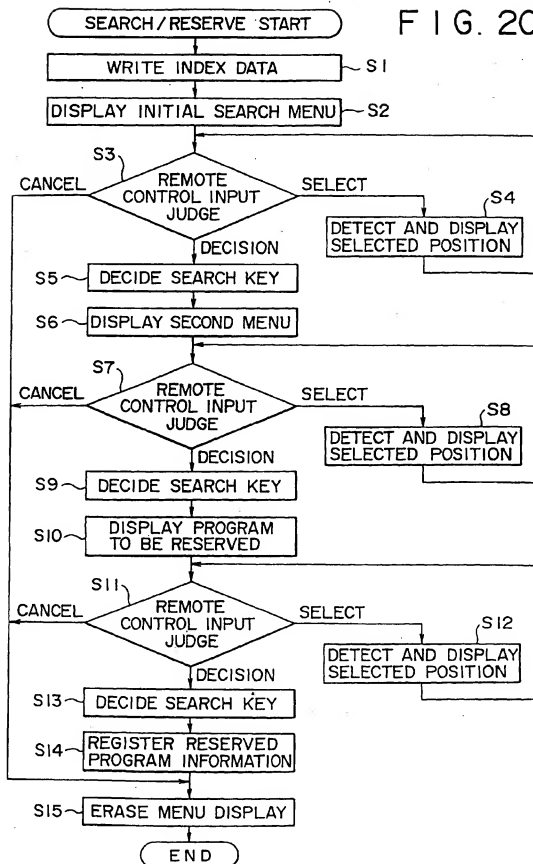 SEARCH/RESERVE START
FIG. 20
WRITE INDEX DATA
S1
DISPLAY INITIAL SEARCH MENU
S2
S3
CANCEL
REMOTE
CONTROL INPUT
JUDGE
SELECT
S4
DETECT AND DISPLAY
SELECTED POSITION
DECISION
S5
DECIDE SEARCH KEY
S6
DISPLAY SECOND MENU
S7
CANCEL
REMOTE
CONTROL INPUT
JUDGE
SELECT
S8
DETECT AND DISPLAY
SELECTED POSITION
DECISION
S9
DECIDE SEARCH KEY
S10
DISPLAY PROGRAM
TO BE RESERVED
S11
CANCEL
REMOTE
CONTROL INPUT
JUDGE
SELECT
S12
DETECT AND DISPLAY
SELECTED POSITION
DECISION
S13
DECIDE SEARCH KEY
S14
REGISTER RESERVED
PROGRAM INFORMATION
S15
ERASE MENU DISPLAY
END